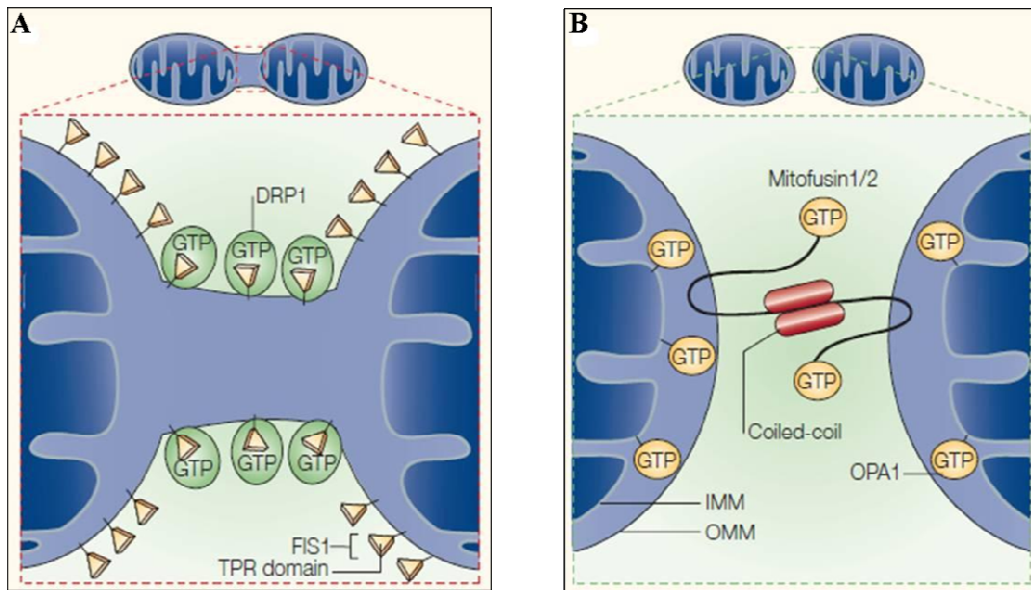 A
DRP1
GTP
GTP
GTP
GTP
GTP
GTP
FIS1
TPR domain
B
Mitofusin1/2
GTP
GTP
GTP
GTP
GTP
Coiled-coil
GTP
GTP
OPA1
IMM
OMM